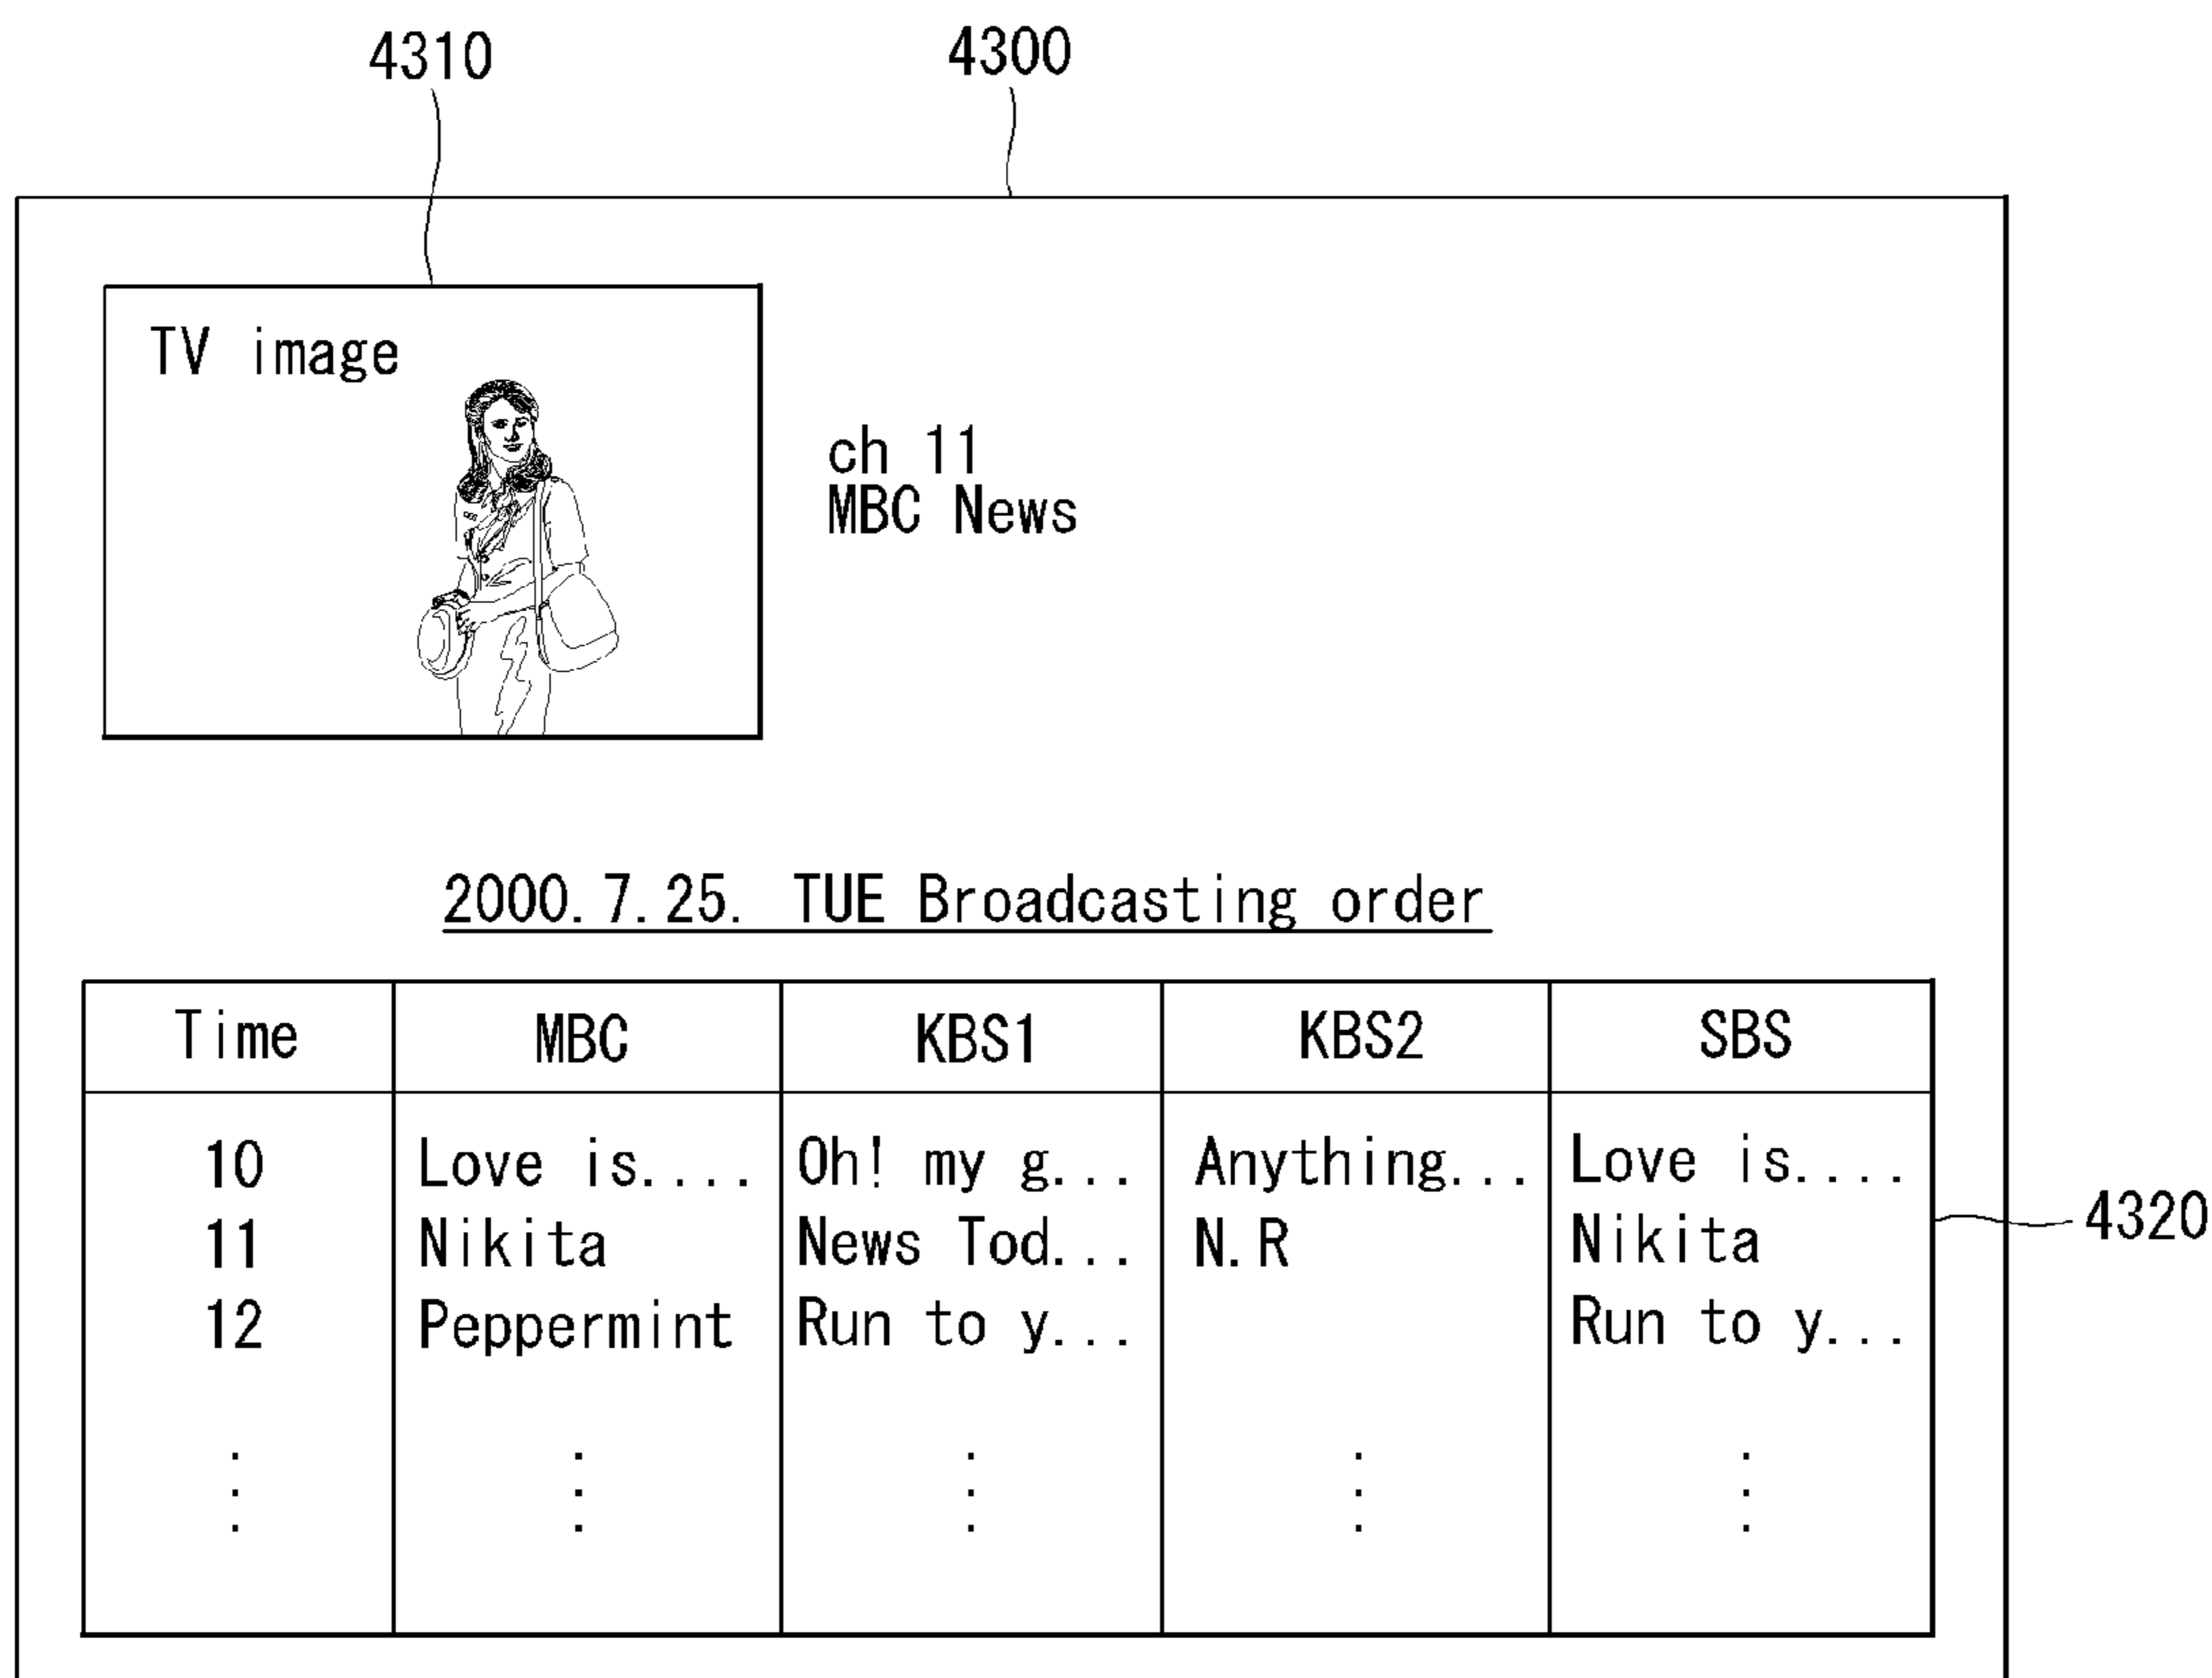 4310 4300
TV image
ch 11
MBC News
2000.7.25. TUE Broadcasting order
Time MBC KBS1 KBS2 SBS
10 Love is.... Oh! my g... Anything... Love is....
11 Nikita News Tod... N.R Nikita
4320
12 Peppermint Run to y... Run to y...